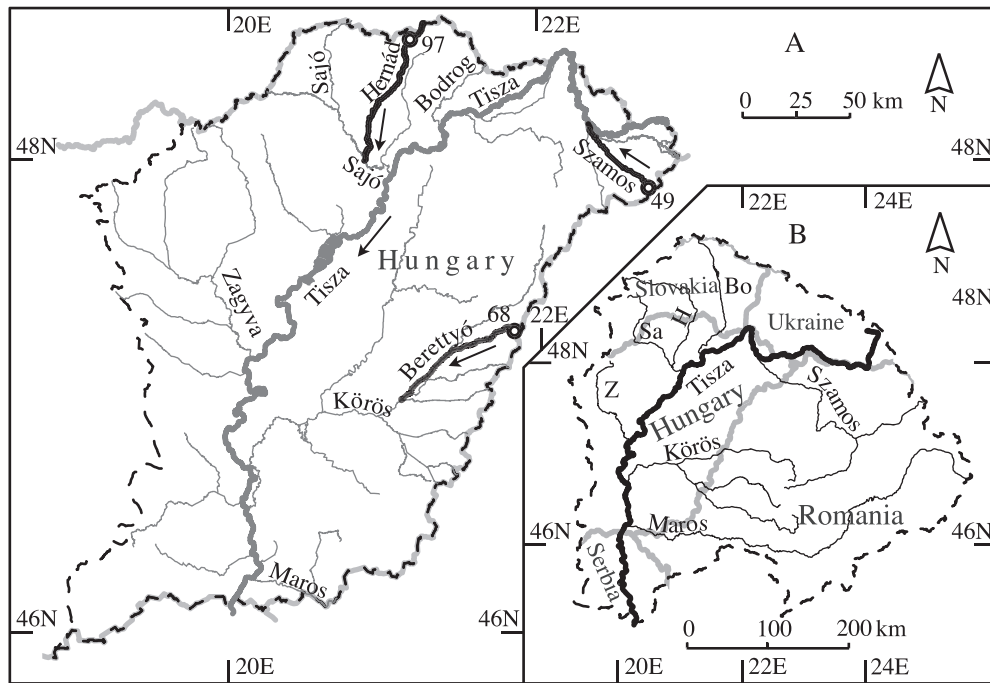 20E
22E
A
N
0 25 50 km
97
Sajó
Hernád
Bodrog
Tisza
48N
Sajó
Szamos
49
48N
Hungary
Tisza
Zagyva
68
22E
Berettyó
48N
Körös
Maros
46N
46N
20E
22E
24E
B
N
48N
Slovakia
Bo
H
Sa
Ukraine
Z
Tisza
Szamos
Hungary
Körös
Maros
Romania
46N
Serbia
0 100 200 km
20E
22E
24E